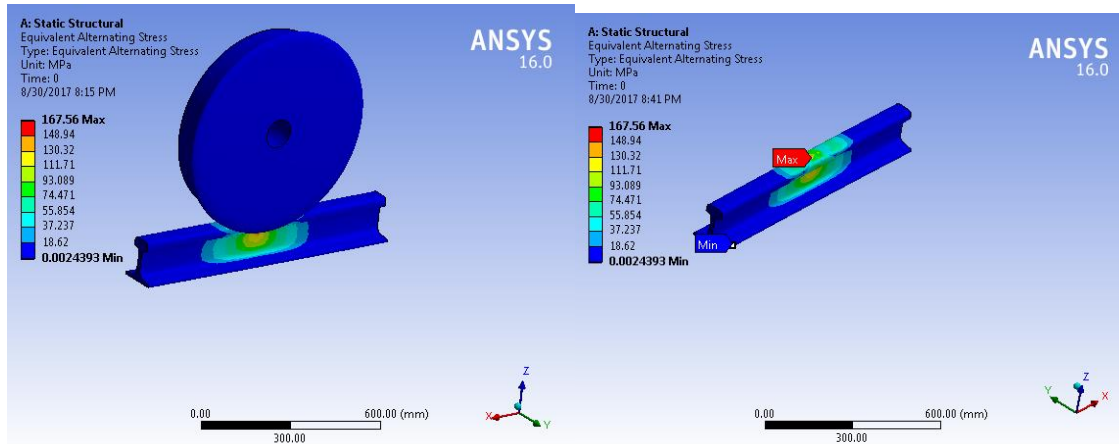 A: Static Structural
Equivalent Alternating Stress
Type: Equivalent Alternating Stress
Unit: MPa
Time: 0
8/30/2017 8:15 PM
ANSYS
16.0
167.56 Max
148.94
130.32
111.71
93.089
74.471
55.854
37.237
18.62
0.0024393 Min
0.00
600.00 (mm)
300.00
Z
X
Y
A: Static Structural
Equivalent Alternating Stress
Type: Equivalent Alternating Stress
Unit: MPa
Time: 0
8/30/2017 8:41 PM
ANSYS
16.0
167.56 Max
148.94
130.32
111.71
93.089
74.471
55.854
37.237
18.62
0.0024393 Min
Max
Min
0.00
600.00 (mm)
300.00
Z
Y
X